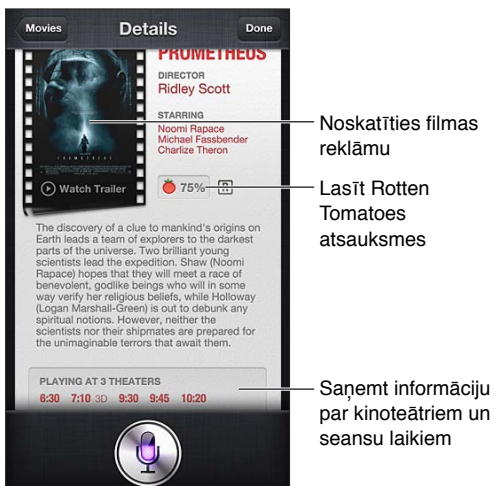 Movies
Details
Done
PROMETHEUS
DIRECTOR
Ridley Scott
STARRING
Noomi Rapace
Michael Fassbender
Charlize Theron
PROMETHEUS
Watch Trailer
75%
R
The discovery of a clue to mankind's origins on
Earth leads a team of explorers to the darkest
parts of the universe. Two brilliant young
scientists lead the expedition. Shaw (Noomi
Rapace) hopes that they will meet a race of
benevolent, godlike beings who will in some
way verify her religious beliefs, while Holloway
(Logan Marshall-Green) is out to debunk any
spiritual notions. However, neither the
scientists nor their shipmates are prepared for
the unimaginable terrors that await them.
PLAYING AT 3 THEATERS
6:30 7:10 3D 9:30 9:45 10:20
Noskatīties filmas
reklāmu
Lasīt Rotten
Tomatoes
atsauksmes
Saņemt informāciju
par kinoteātriem un
seansu laikiem